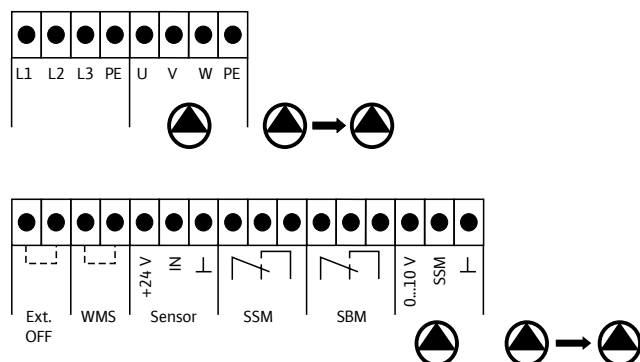 L1 L2 L3 PE U V W PE
+24 V IN 0...10 V SSM
Ext. OFF WMS Sensor SSM SBM